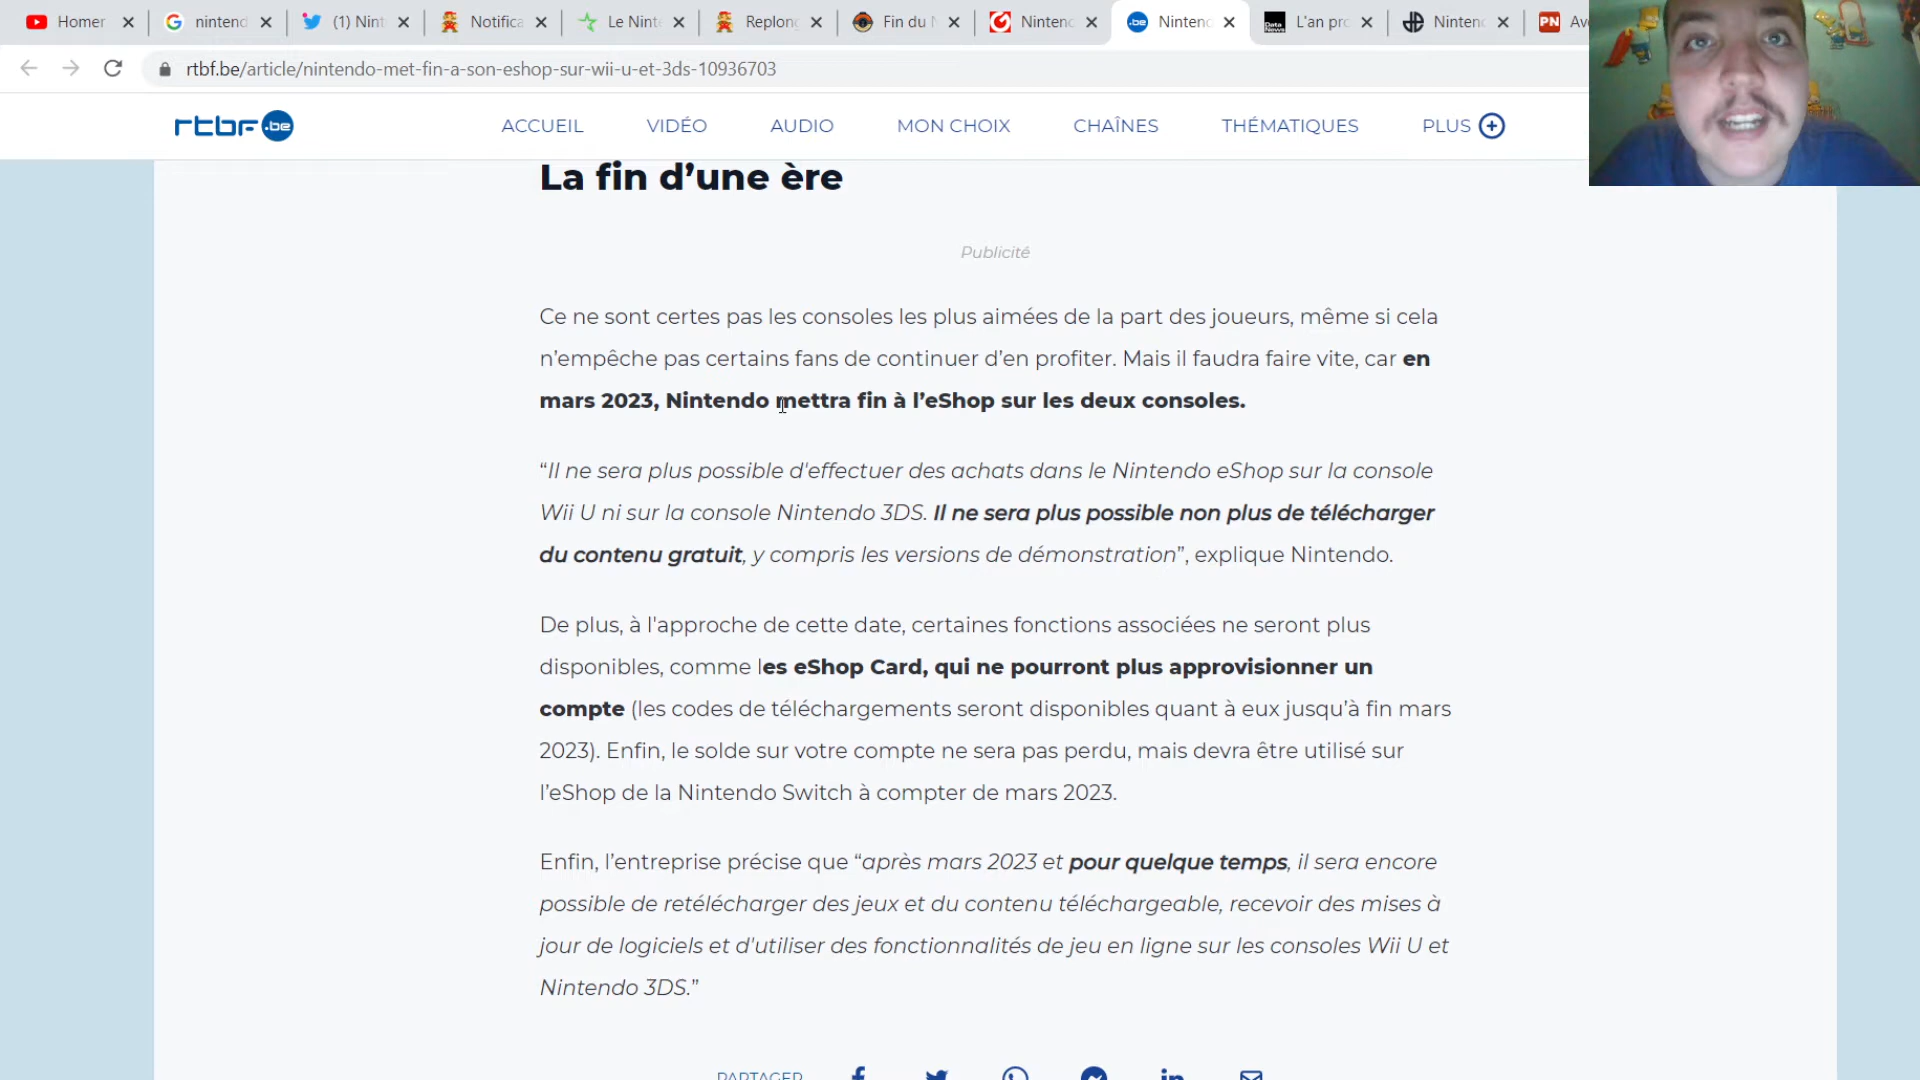 Homer
nintend
(1) Nint
Notifica
Le Ninte
Replong
Fin du N
Nintend
Nintendo
L'an pro
Ninten
PN
Av
rtbf.be/article/nintendo-met-fin-a-son-eshop-sur-wii-u-et-3ds-10936703
rtbf .be
ACCUEIL
VIDÉO
AUDIO
MON CHOIX
CHAÎNES
THÉMATIQUES
PLUS
La fin d’une ère
Publicité
Ce ne sont certes pas les consoles les plus aimées de la part des joueurs, même si cela
n’empêche pas certains fans de continuer d’en profiter. Mais il faudra faire vite, car en
mars 2023, Nintendo mettra fin à l’eShop sur les deux consoles.
“Il ne sera plus possible d'effectuer des achats dans le Nintendo eShop sur la console
Wii U ni sur la console Nintendo 3DS. Il ne sera plus possible non plus de télécharger
du contenu gratuit, y compris les versions de démonstration”, explique Nintendo.
De plus, à l'approche de cette date, certaines fonctions associées ne seront plus
disponibles, comme les eShop Card, qui ne pourront plus approvisionner un
compte (les codes de téléchargements seront disponibles quant à eux jusqu’à fin mars
2023). Enfin, le solde sur votre compte ne sera pas perdu, mais devra être utilisé sur
l’eShop de la Nintendo Switch à compter de mars 2023.
Enfin, l’entreprise précise que “après mars 2023 et pour quelque temps, il sera encore
possible de retélécharger des jeux et du contenu téléchargeable, recevoir des mises à
jour de logiciels et d'utiliser des fonctionnalités de jeu en ligne sur les consoles Wii U et
Nintendo 3DS.”
PARTAGER